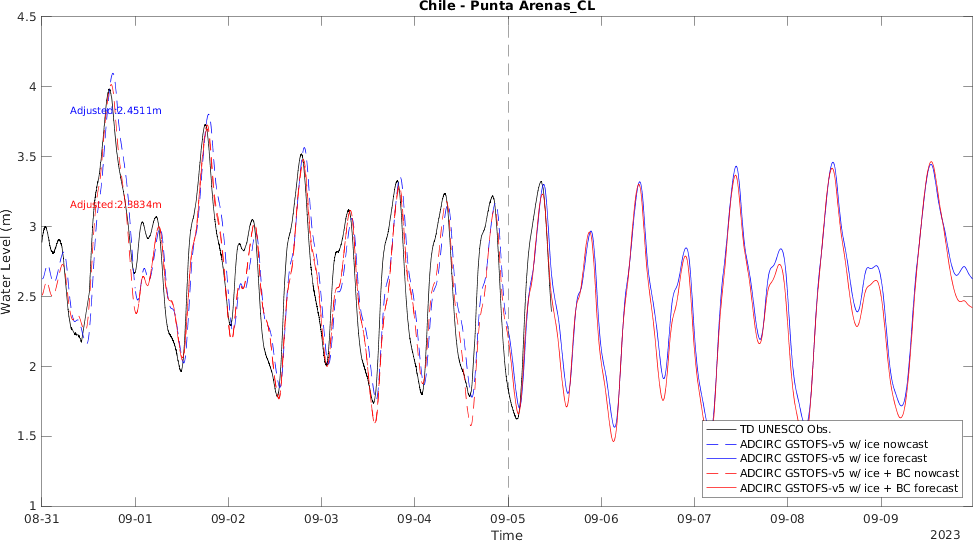 Chile - Punta Arenas_CL
4.5
4
3.5
3
2.5
2
1.5
1
Water Level (m)
Adjusted:2.4511m
Adjusted:2.3834m
TD UNESCO Obs.
ADCIRC GSTOFS-v5 w/ ice nowcast
ADCIRC GSTOFS-v5 w/ ice forecast
ADCIRC GSTOFS-v5 w/ ice + BC nowcast
ADCIRC GSTOFS-v5 w/ ice + BC forecast
08-31 09-01 09-02 09-03 09-04 09-05 09-06 09-07 09-08 09-09
Time
2023